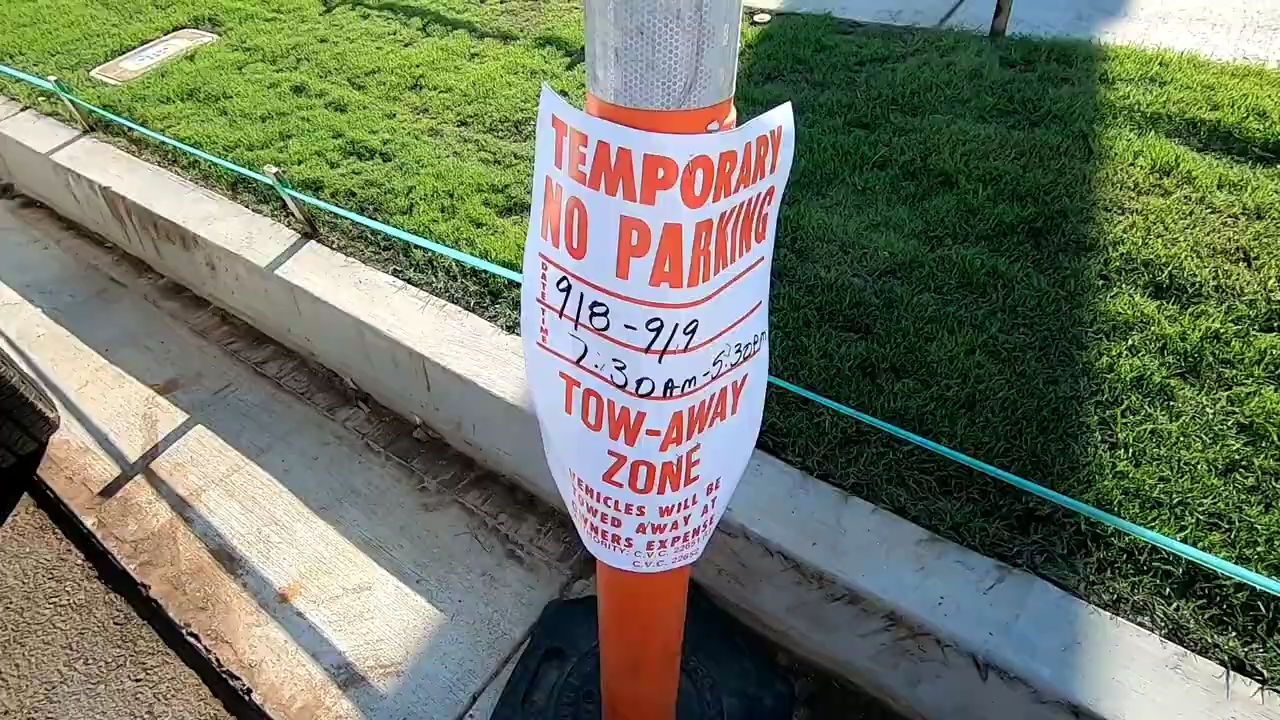 TEMPORARY
NO PARKING
DATE 9/8-9/9
TIME 7:30AM-5:30PM
TOW-AWAY
ZONE
VEHICLES WILL BE
TOWED AWAY AT
OWNERS EXPENSE
C.V.C.
C.V.C.